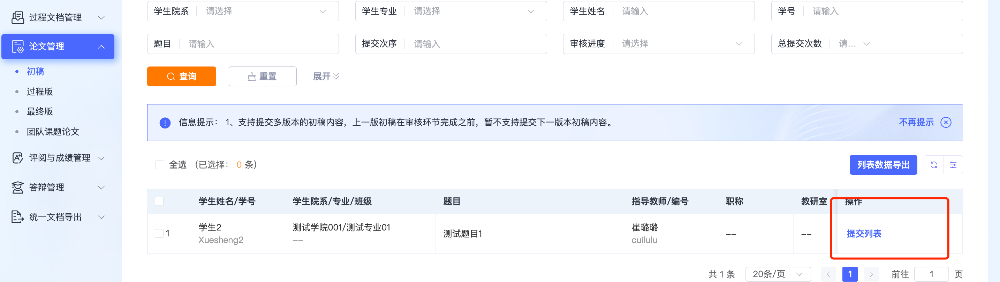 过程文档管理
论文管理
初稿
过程版
最终版
团队课题论文
评阅与成绩管理
答辩管理
统一文档导出
学生院系 请选择
学生专业 请选择
学生姓名 请输入
学号 请输入
题目 请输入
提交次序 请输入
审核进度 请选择
总提交次数 请...
查询
重置
展开
信息提示： 1、支持提交多版本的初稿内容，上一版初稿在审核环节完成之前，暂不支持提交下一版本初稿内容。
不再提示
全选 （已选择： 0 条）
列表数据导出
学生姓名/学号 学生院系/专业/班级 题目 指导教师/编号 职称 教研室 操作
1
学生2
Xuesheng2
测试学院001/测试专业01
--
测试题目1
崔璐璐
cuilulu
--
--
提交列表
共 1 条 20条/页 1 前往 1 页